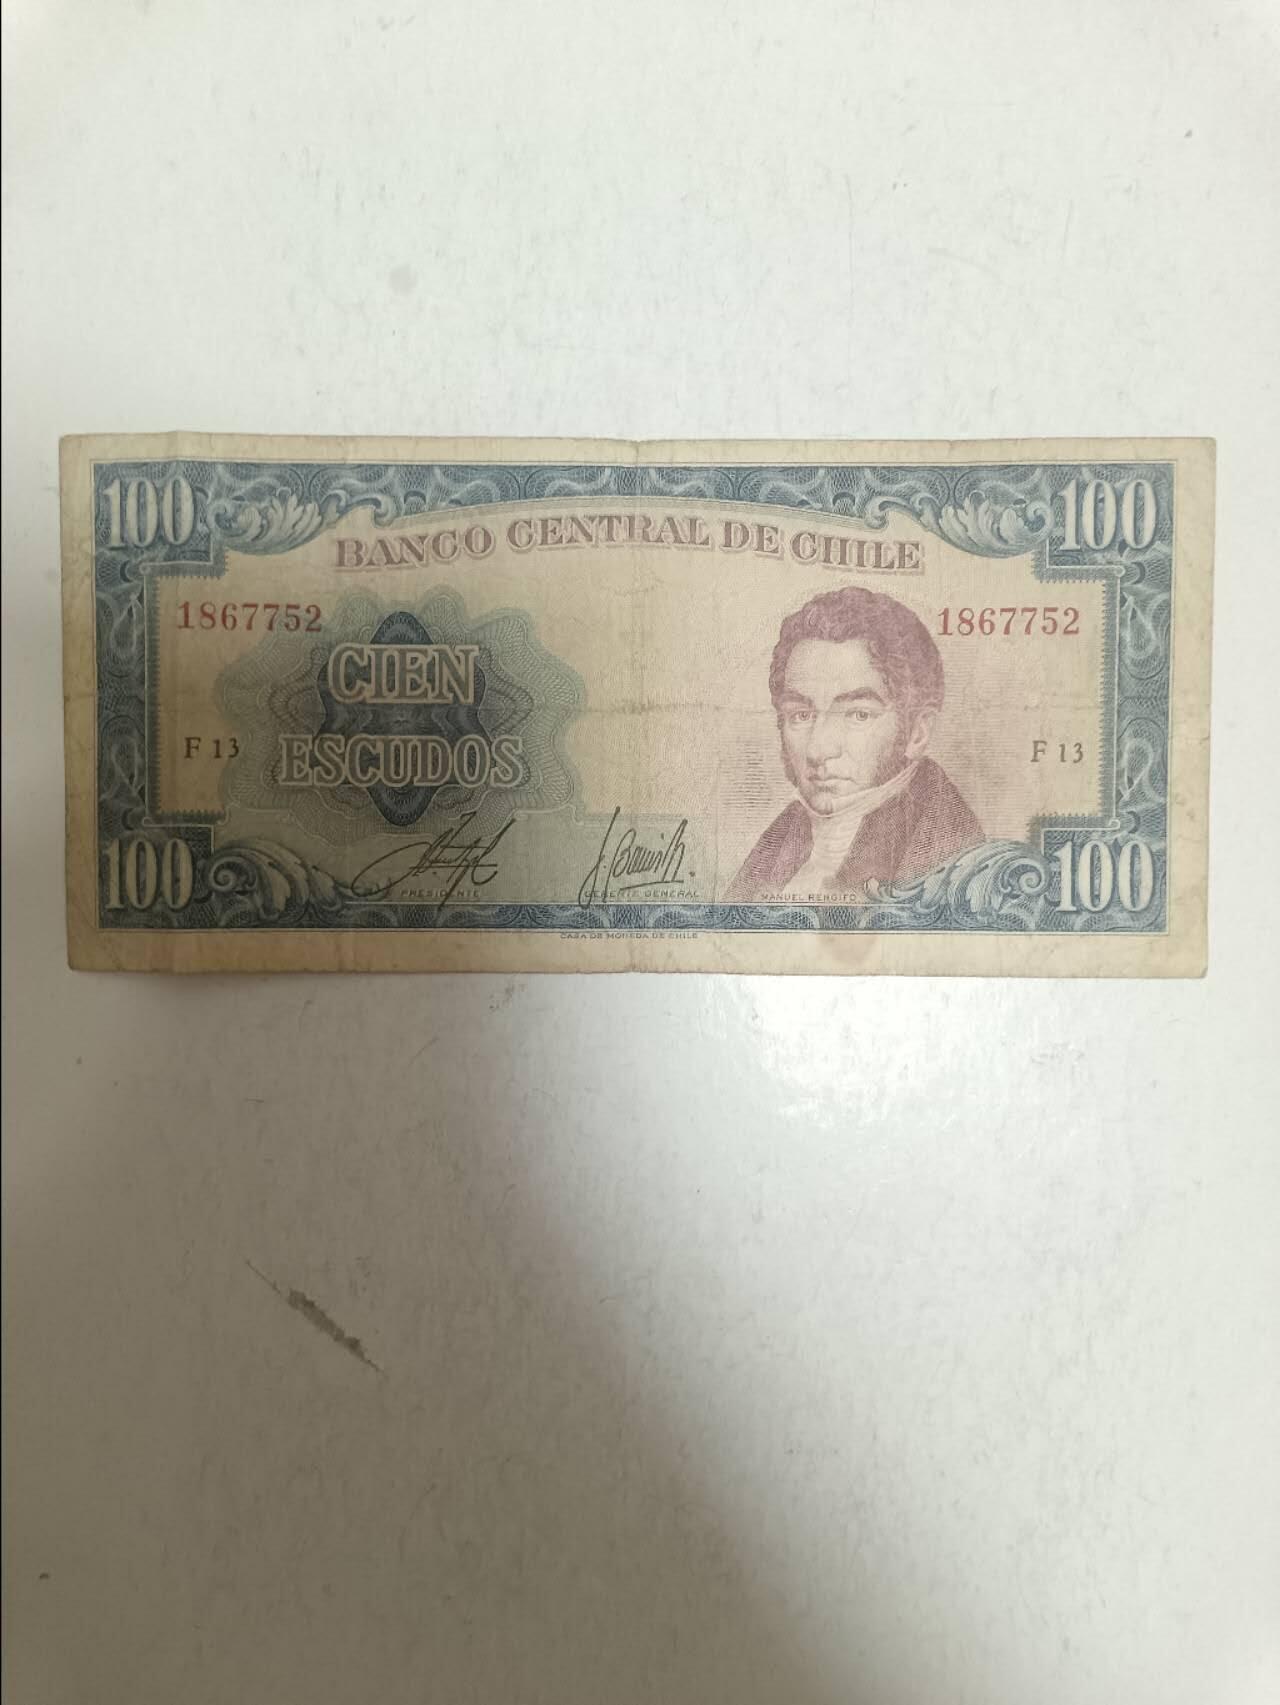 100 100
BANCO CENTRAL DE CHILE
1867752 1867752
CIEN
ESCUDOS
F 13 F 13
PRESIDENTE GERENTE GENERAL MANUEL RENGIFO
100 100
CASA DE MONEDA DE CHILE